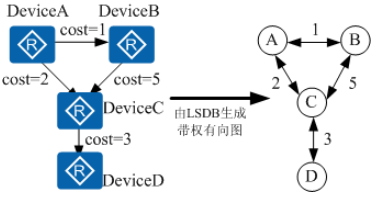 DeviceA
DeviceB
cost=1
R
R
cost=2
cost=5
R
DeviceC
cost=3
R
DeviceD
由LSDB生成
带权有向图
A
1
B
2
5
C
3
D